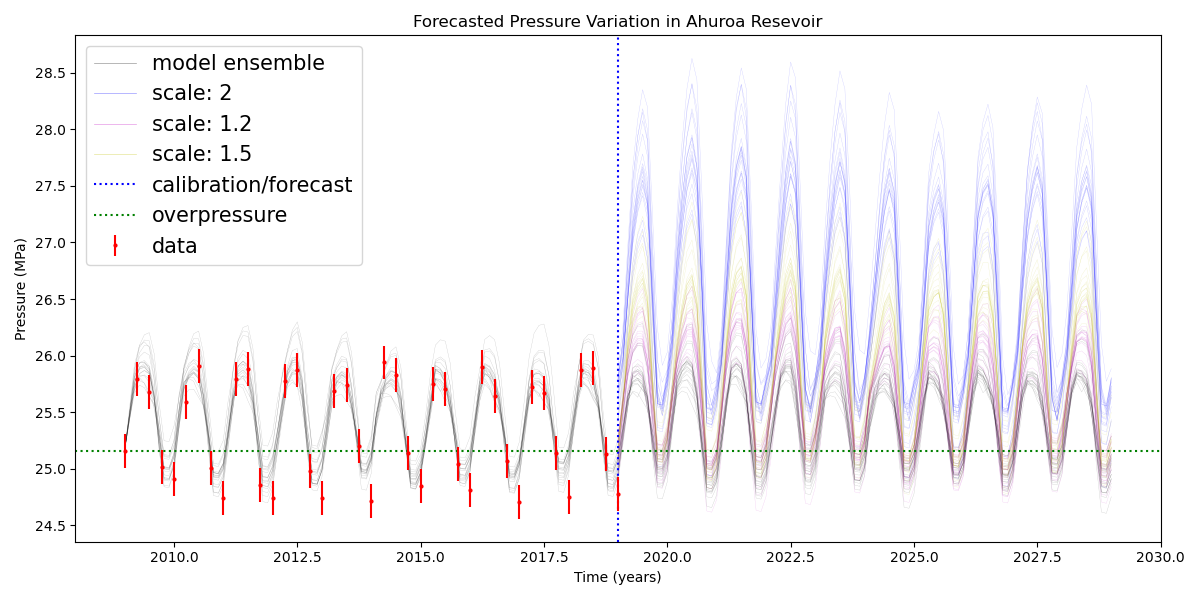 Forecasted Pressure Variation in Ahuroa Resevoir
model ensemble
scale: 2
scale: 1.2
scale: 1.5
calibration/forecast
overpressure
data
Pressure (MPa)
28.5
28.0
27.5
27.0
26.5
26.0
25.5
25.0
24.5
2010.0 2012.5 2015.0 2017.5 2020.0 2022.5 2025.0 2027.5 2030.0
Time (years)